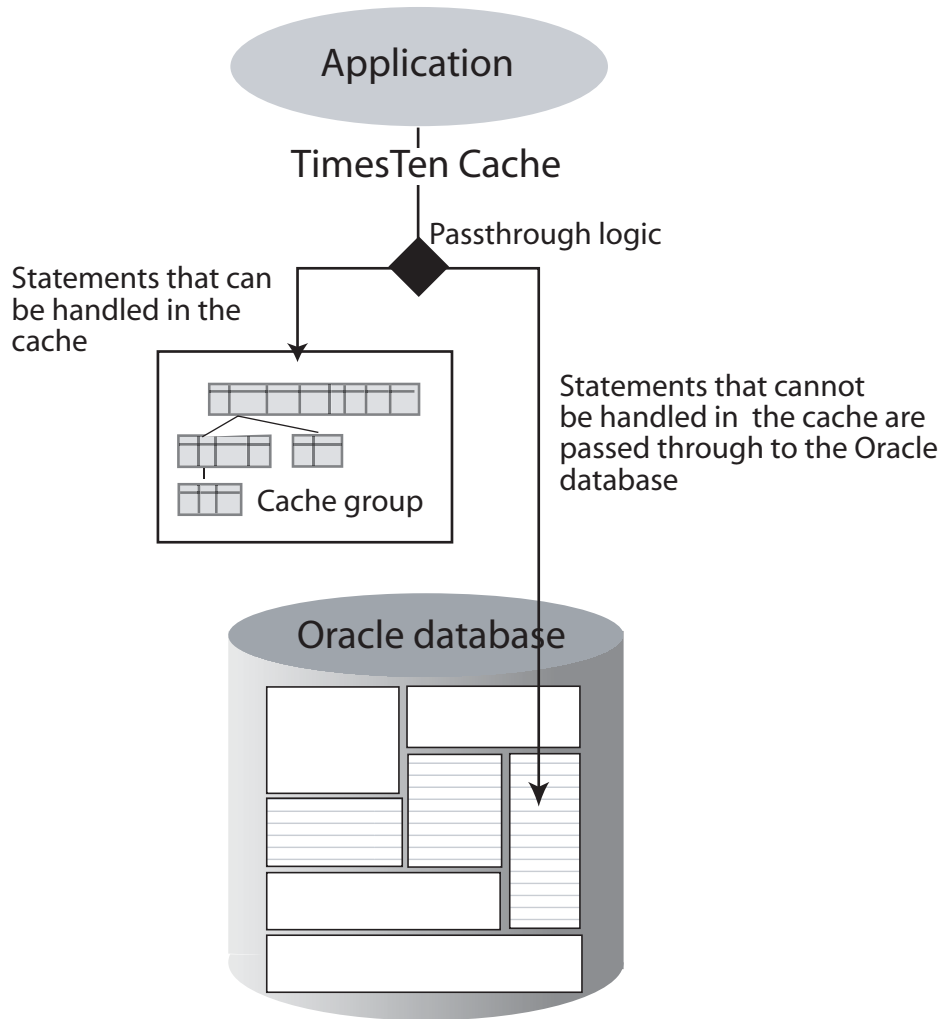 Application
TimesTen Cache
Passthrough logic
Statements that can
be handled in the
cache
Statements that cannot
be handled in the cache are
passed through to the Oracle
database
Cache group
Oracle database